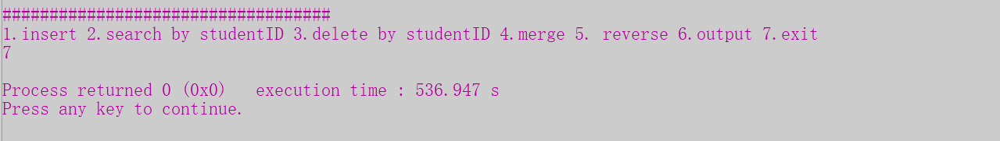 ###################################
1.insert 2.search by studentID 3.delete by studentID 4.merge 5. reverse 6.output 7.exit
7
Process returned 0 (0x0)   execution time : 536.947 s
Press any key to continue.